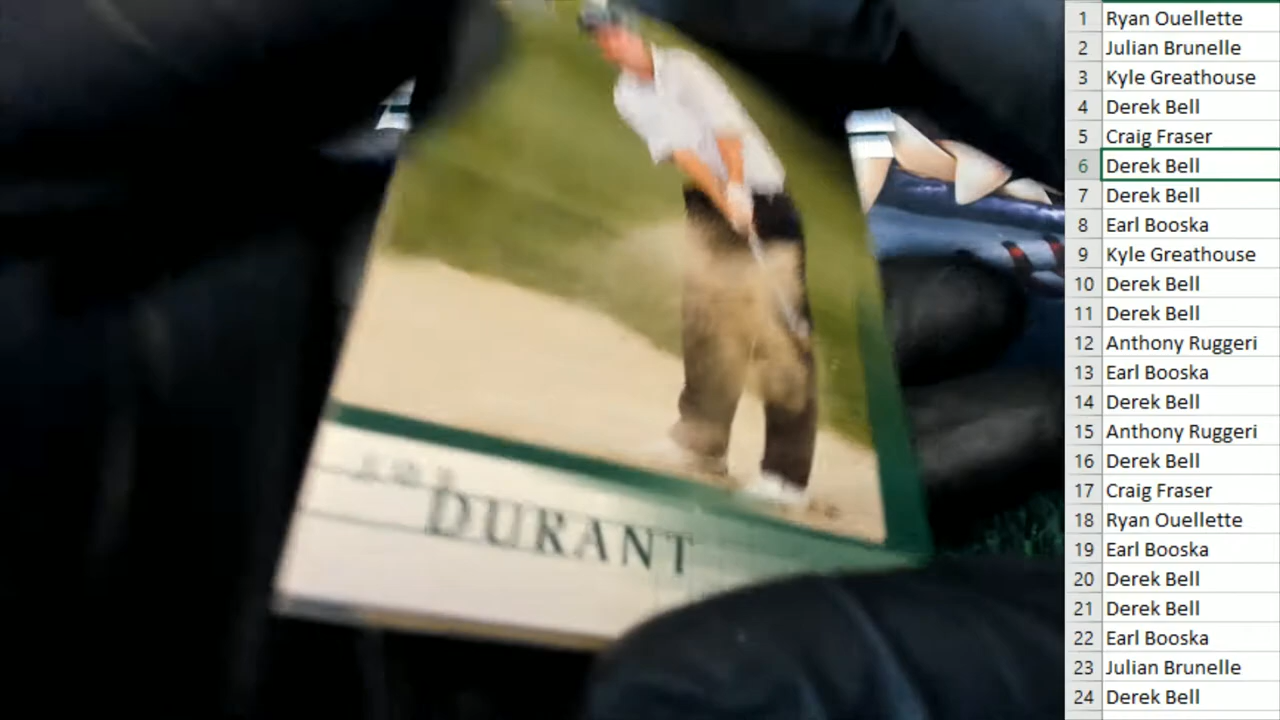 JOE
DURANT
1 Ryan Ouellette
2 Julian Brunelle
3 Kyle Greathouse
4 Derek Bell
5 Craig Fraser
6 Derek Bell
7 Derek Bell
8 Earl Booska
9 Kyle Greathouse
10 Derek Bell
11 Derek Bell
12 Anthony Ruggeri
13 Earl Booska
14 Derek Bell
15 Anthony Ruggeri
16 Derek Bell
17 Craig Fraser
18 Ryan Ouellette
19 Earl Booska
20 Derek Bell
21 Derek Bell
22 Earl Booska
23 Julian Brunelle
24 Derek Bell